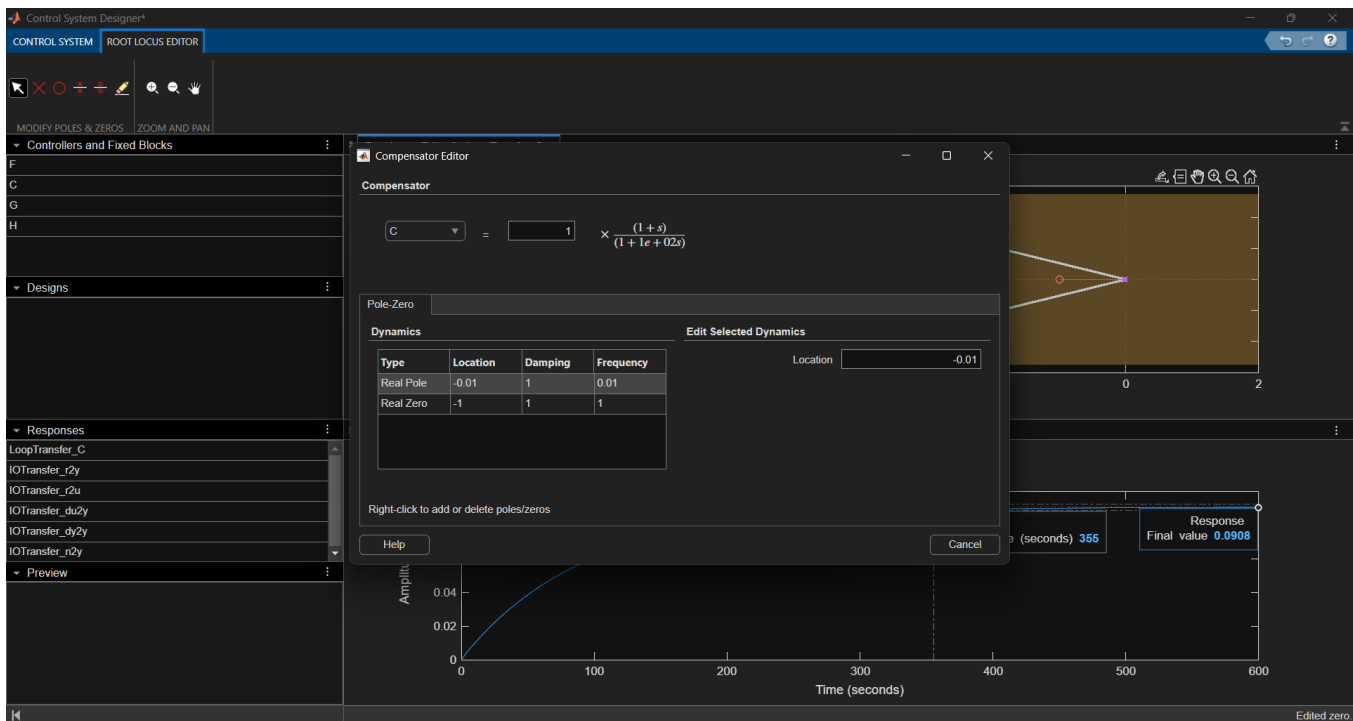 Control System Designer*
CONTROL SYSTEM ROOT LOCUS EDITOR
MODIFY POLES & ZEROS ZOOM AND PAN
Controllers and Fixed Blocks
F
C
G
H
Designs
Responses
LoopTransfer_C
IOTransfer_r2y
IOTransfer_r2u
IOTransfer_du2y
IOTransfer_dy2y
IOTransfer_n2y
Preview
Compensator Editor
Compensator
C = 1 × (1 + s)
(1 + 1e + 02s)
Pole-Zero
Dynamics
Type Location Damping Frequency
Real Pole -0.01 1 0.01
Real Zero -1 1 1
Edit Selected Dynamics
Location -0.01
Right-click to add or delete poles/zeros
Help Cancel
0 2
(seconds) 355
Response
Final value 0.0908
0.04
0.02
0
0 100 200 300 400 500 600
Time (seconds)
Edited zero.